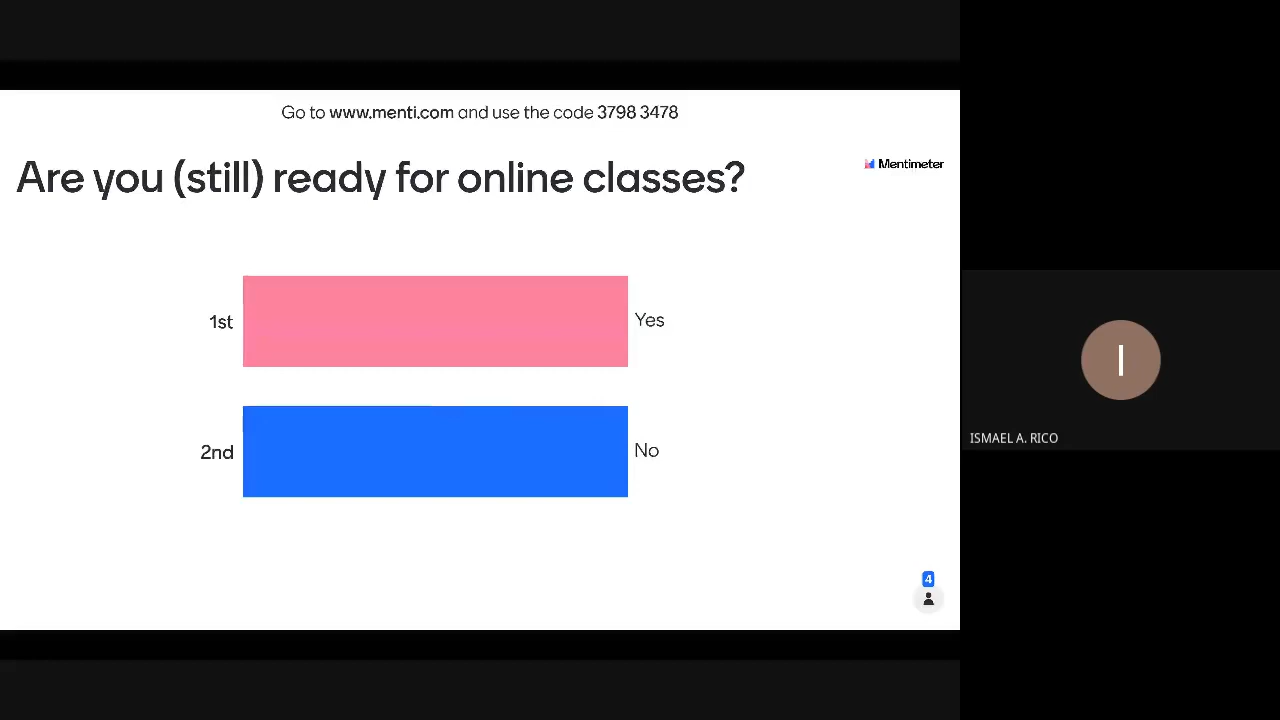 Go to www.menti.com and use the code 3798 3478
Are you (still) ready for online classes?
Mentimeter
1st
Yes
2nd
No
4
I
ISMAEL A. RICO